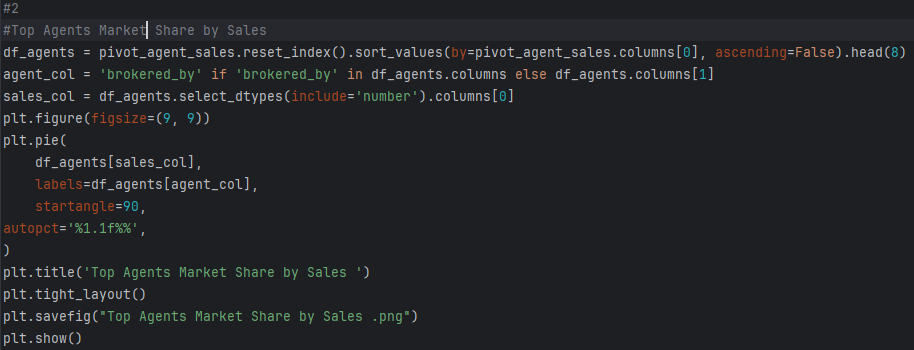 #2
#Top Agents Market Share by Sales
df_agents = pivot_agent_sales.reset_index().sort_values(by=pivot_agent_sales.columns[0], ascending=False).head(8)
agent_col = 'brokered_by' if 'brokered_by' in df_agents.columns else df_agents.columns[1]
sales_col = df_agents.select_dtypes(include='number').columns[0]
plt.figure(figsize=(9, 9))
plt.pie(
    df_agents[sales_col],
    labels=df_agents[agent_col],
    startangle=90,
autopct='%1.1f%%',
)
plt.title('Top Agents Market Share by Sales ')
plt.tight_layout()
plt.savefig("Top Agents Market Share by Sales .png")
plt.show()